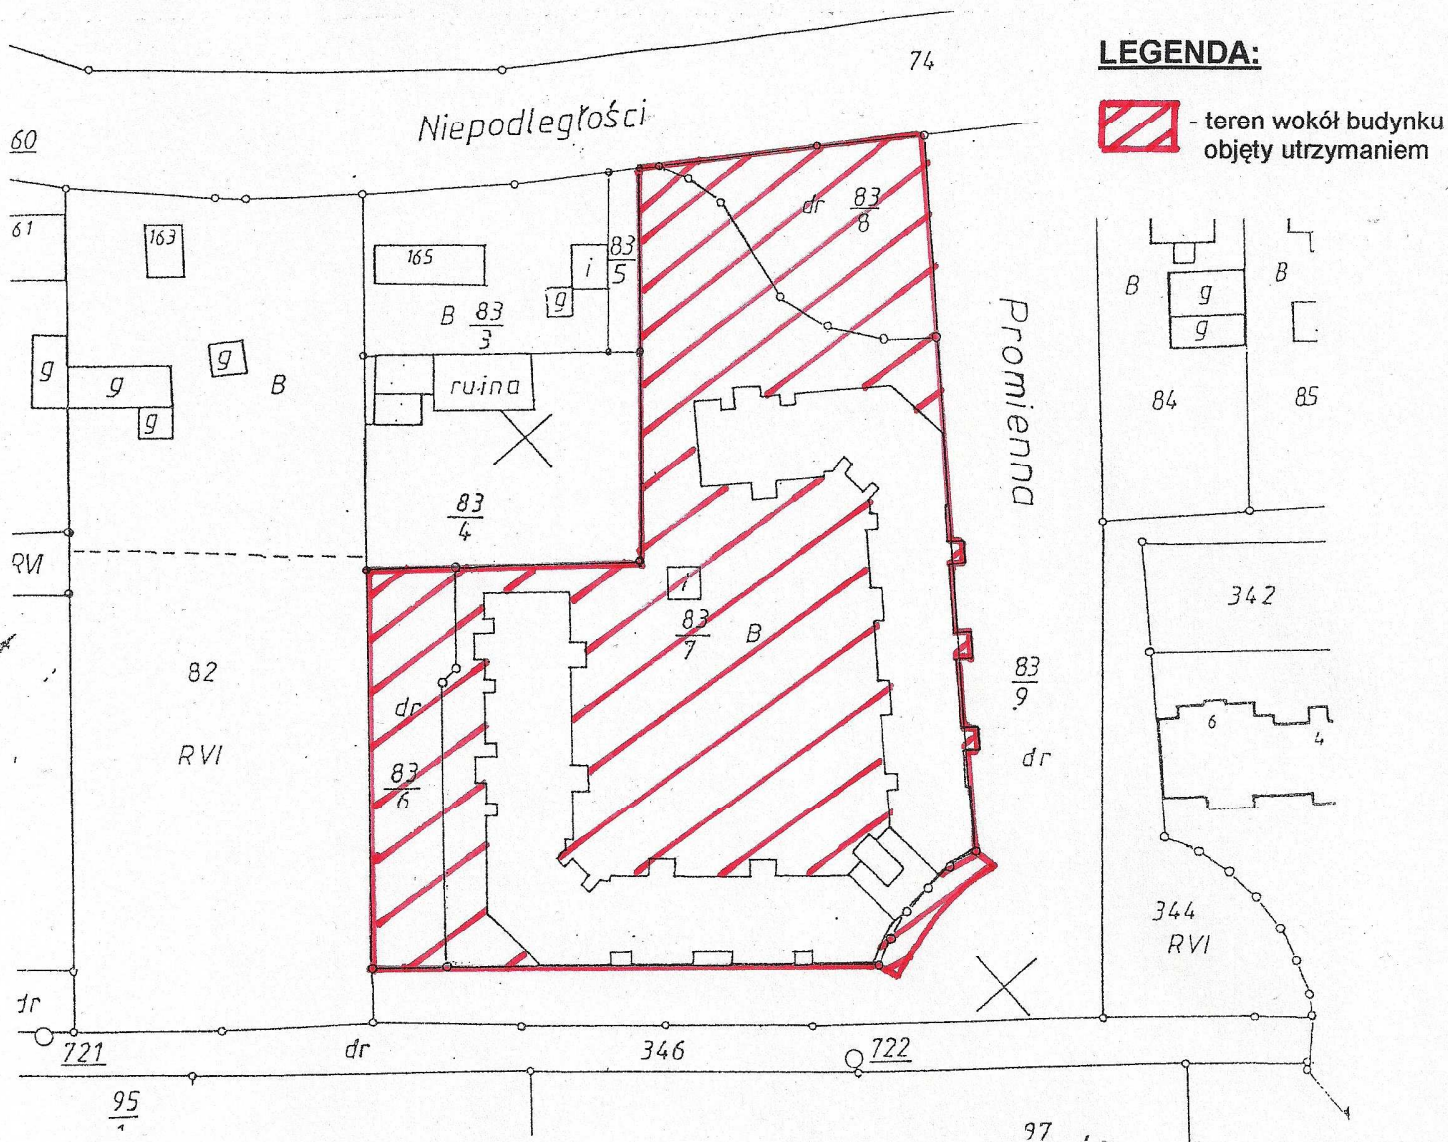 LEGENDA:
- teren wokół budynku
objęty utrzymaniem
74
Niepodległości
60
61
163
165
i
83
5
g
B 83
3
dr 83
8
g
g
g
g
B
ruina
83
4
Promienna
B
g
g
B
84
85
RVI
82
RVI
i
83
7
B
dr
83
6
83
9
dr
342
6
4
344
RVI
dr
721
dr
346
722
95
97